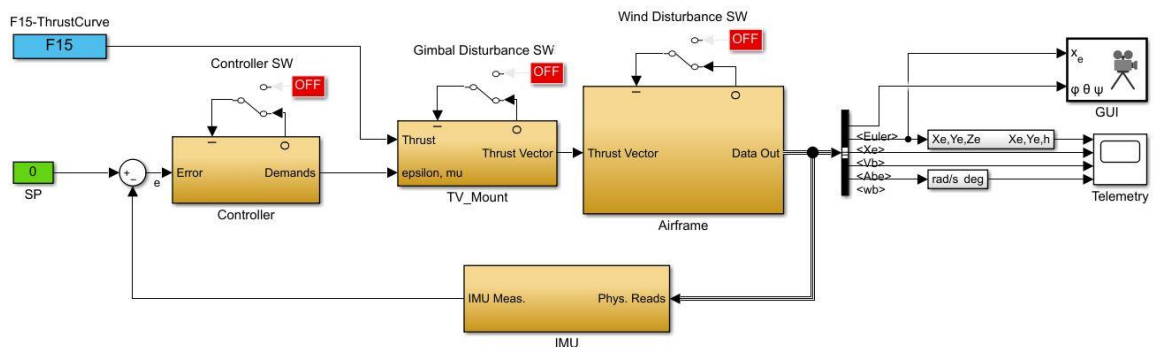 F15-ThrustCurve
F15
Controller SW
OFF
Gimbal Disturbance SW
OFF
Wind Disturbance SW
OFF
I
O
I
O
I
O
0
SP
+
-
e
Error
Demands
Controller
Thrust
epsilon, mu
Thrust Vector
TV_Mount
Thrust Vector
Data Out
Airframe
IMU Meas.
Phys. Reads
IMU
<Euler>
<Xe>
<Vb>
<Abe>
<wb>
Xe,Ye,Ze
Xe,Ye,h
rad/s
deg
xe
φ θ ψ
GUI
Telemetry